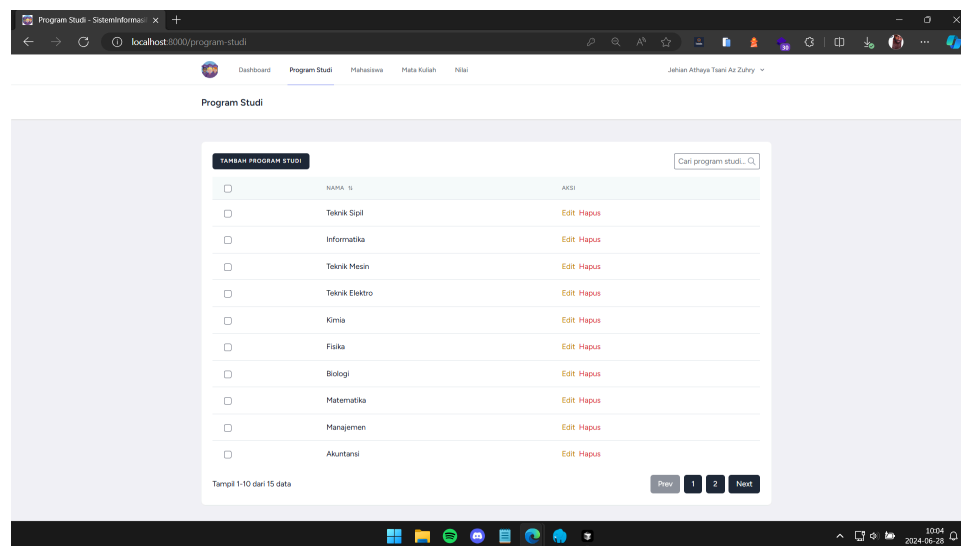 Program Studi - SistemInformasi
localhost:8000/program-studi
30
Dashboard Program Studi Mahasiswa Mata Kuliah Nilai Jehian Athaya Tsani Az Zuhry
Program Studi
TAMBAH PROGRAM STUDI Cari program studi...
NAMA AKSI
Teknik Sipil Edit Hapus
Informatika Edit Hapus
Teknik Mesin Edit Hapus
Teknik Elektro Edit Hapus
Kimia Edit Hapus
Fisika Edit Hapus
Biologi Edit Hapus
Matematika Edit Hapus
Manajemen Edit Hapus
Akuntansi Edit Hapus
Tampil 1-10 dari 15 data Prev 1 2 Next
10:04
2024-06-28